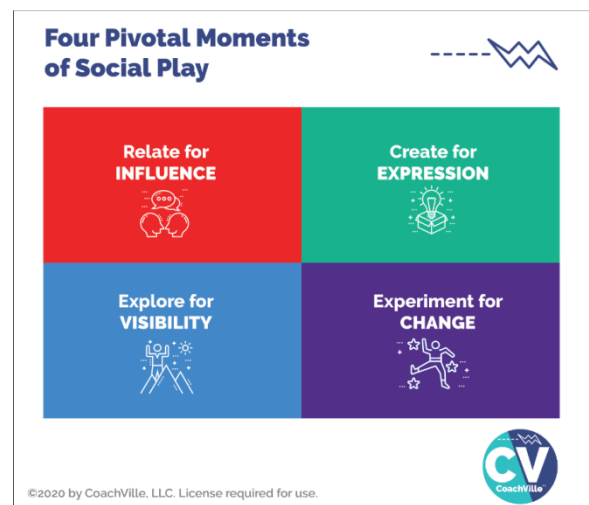 Four Pivotal Moments
of Social Play
Relate for
INFLUENCE
Create for
EXPRESSION
Explore for
VISIBILITY
Experiment for
CHANGE
CV
CoachVille
©2020 by CoachVille, LLC. License required for use.